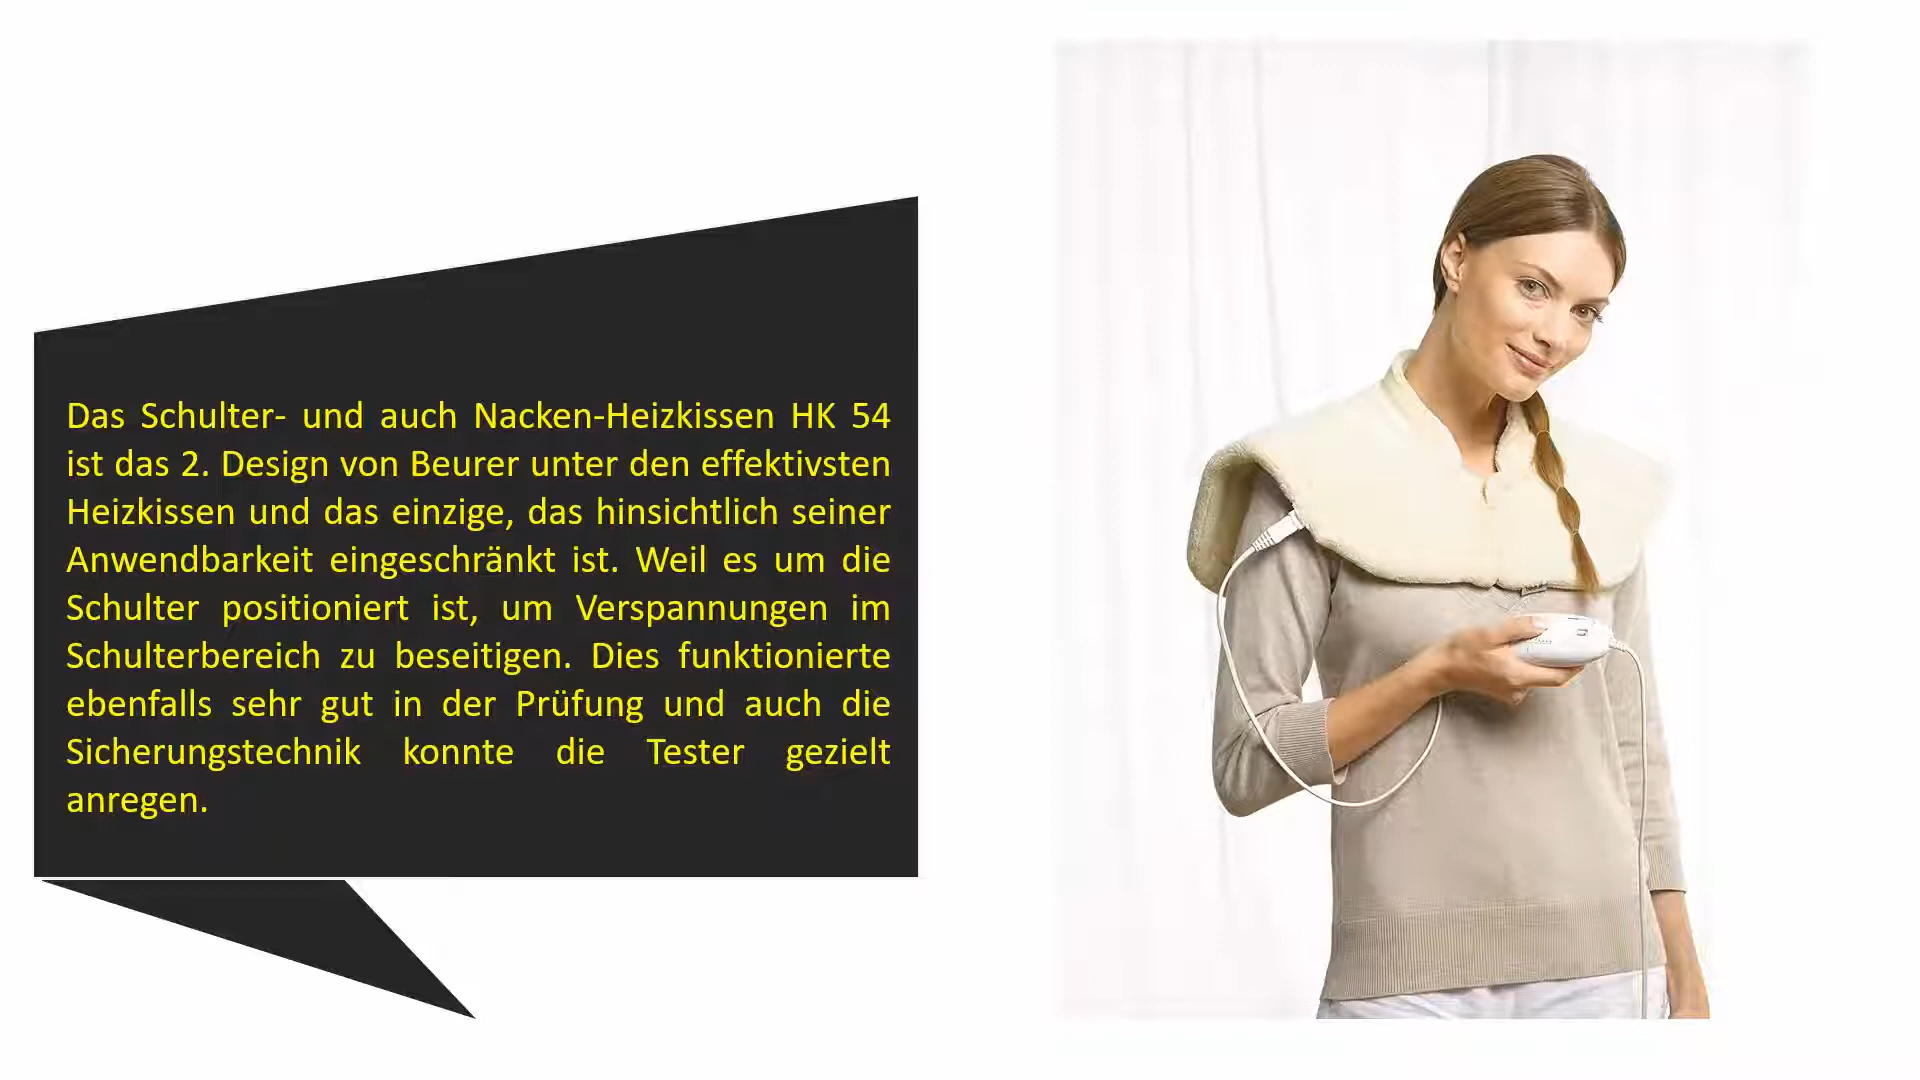 Das Schulter- und auch Nacken-Heizkissen HK 54
ist das 2. Design von Beurer unter den effektivsten
Heizkissen und das einzige, das hinsichtlich seiner
Anwendbarkeit eingeschränkt ist. Weil es um die
Schulter positioniert ist, um Verspannungen im
Schulterbereich zu beseitigen. Dies funktionierte
ebenfalls sehr gut in der Prüfung und auch die
Sicherungstechnik konnte die Tester gezielt
anregen.